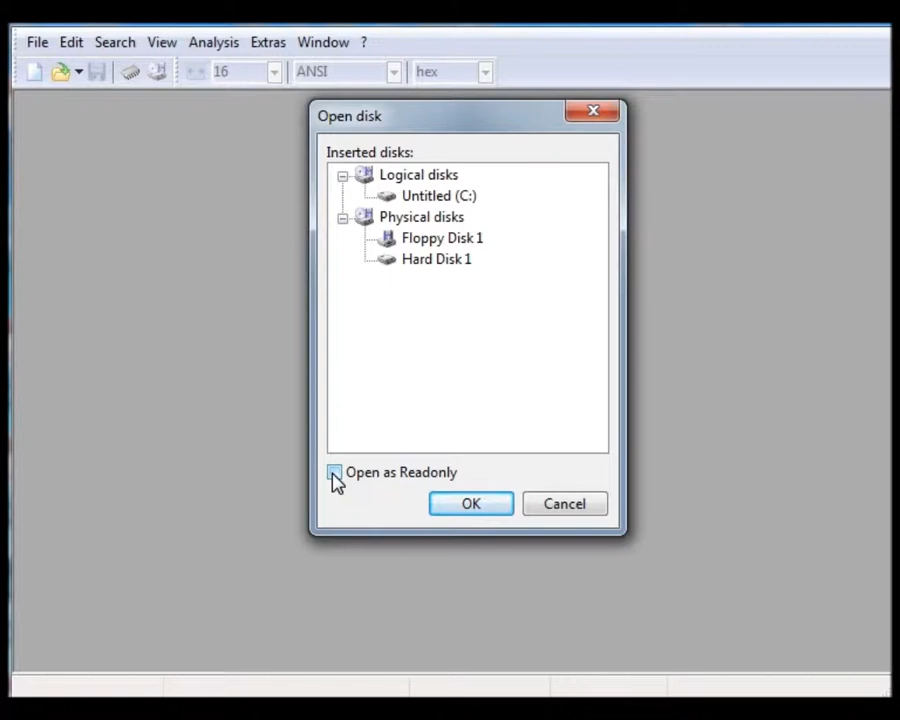 File Edit Search View Analysis Extras Window ?
16 ANSI hex
Open disk
Inserted disks:
Logical disks
Untitled (C:)
Physical disks
Floppy Disk 1
Hard Disk 1
Open as Readonly
OK Cancel